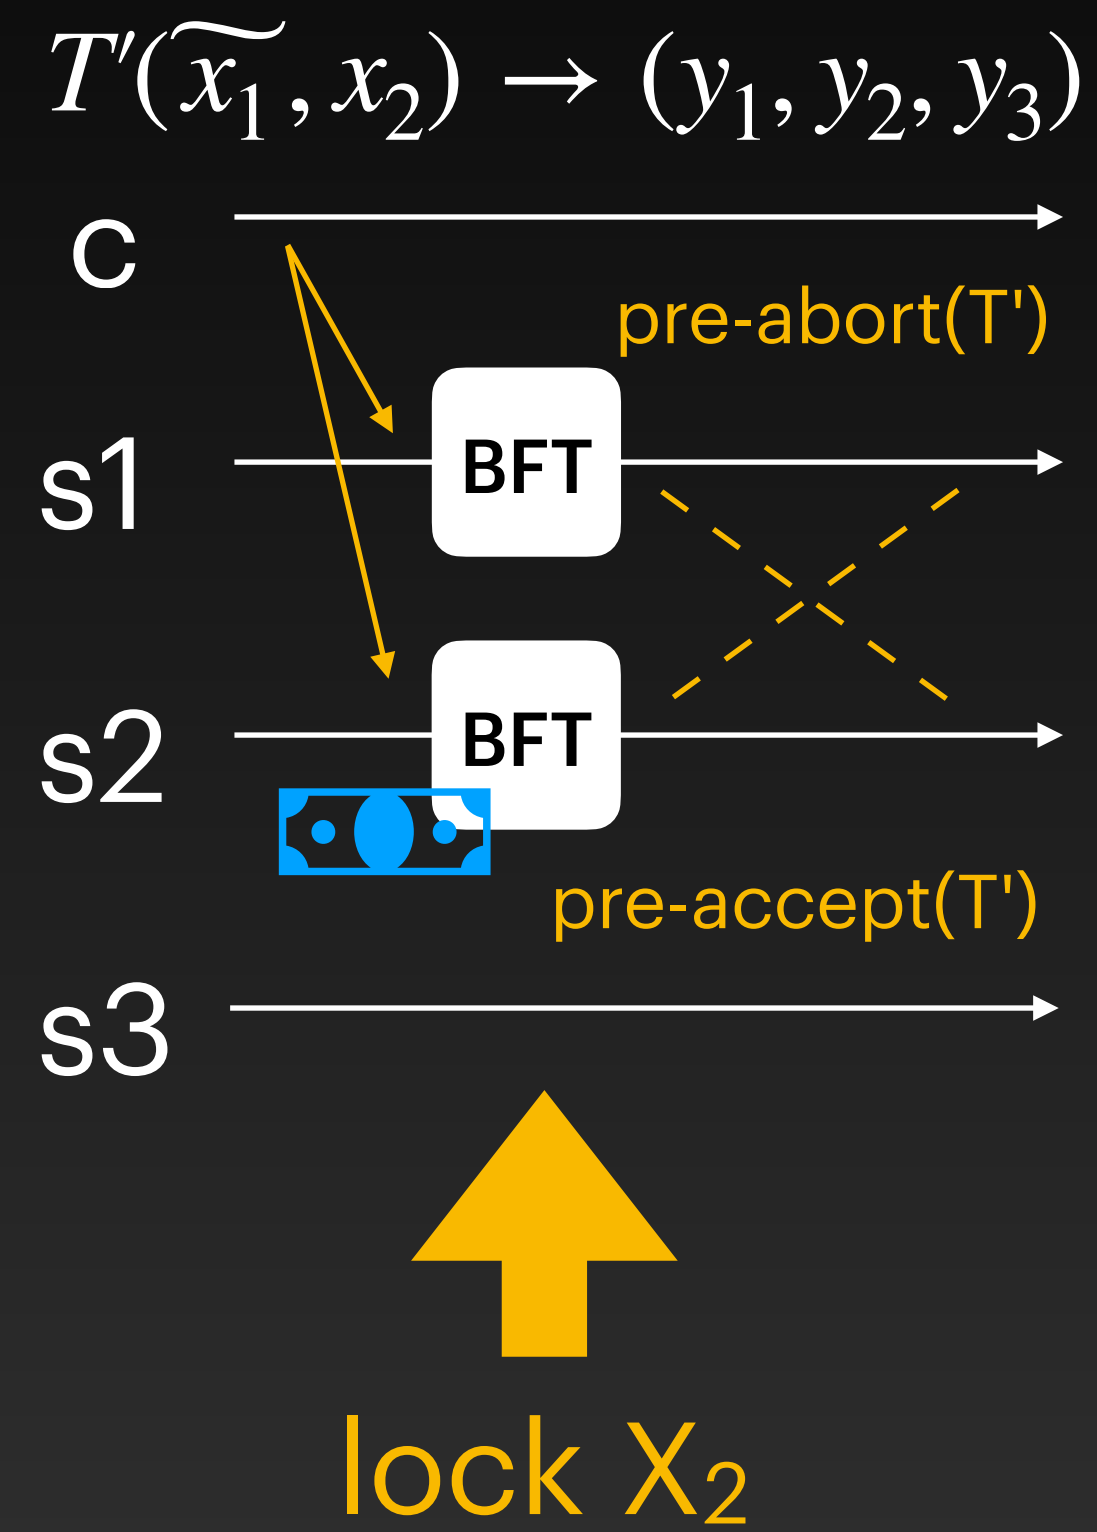 T′(x̃₁, x₂) → (y₁, y₂, y₃)
c
pre-abort(T')
s1
BFT
s2
BFT
pre-accept(T')
s3
lock X₂